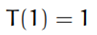 T(1) = 1